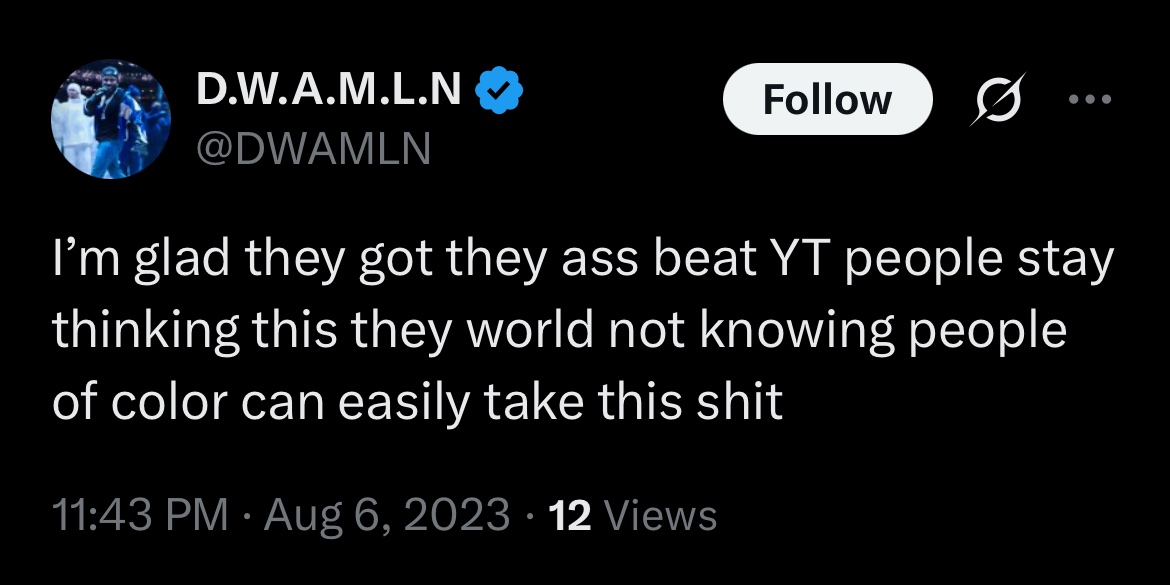 D.W.A.M.L.N
Follow
@DWAMLN
I’m glad they got they ass beat YT people stay
thinking this they world not knowing people
of color can easily take this shit
11:43 PM · Aug 6, 2023 · 12 Views